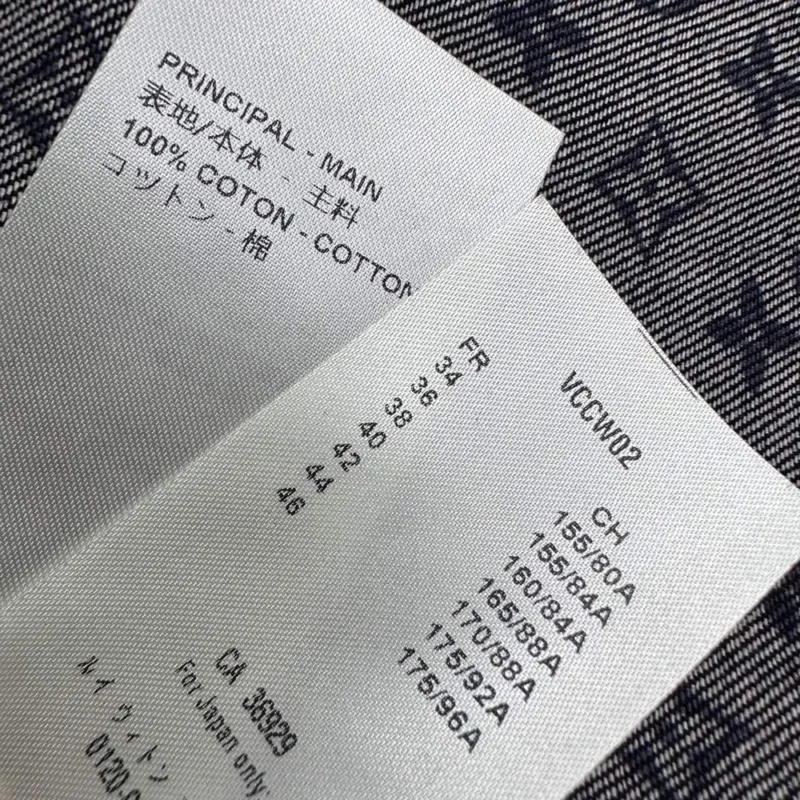 PRINCIPAL - MAIN
表地/本体 - 主料
100% COTON - COTTON
コットン - 棉
VCCW02
FR CH
34 155/80A
36 155/84A
38 160/84A
40 165/88A
42 170/88A
44 175/92A
46 175/96A
CA 36929
For Japan only:
ルイ ヴィトン
0120-0